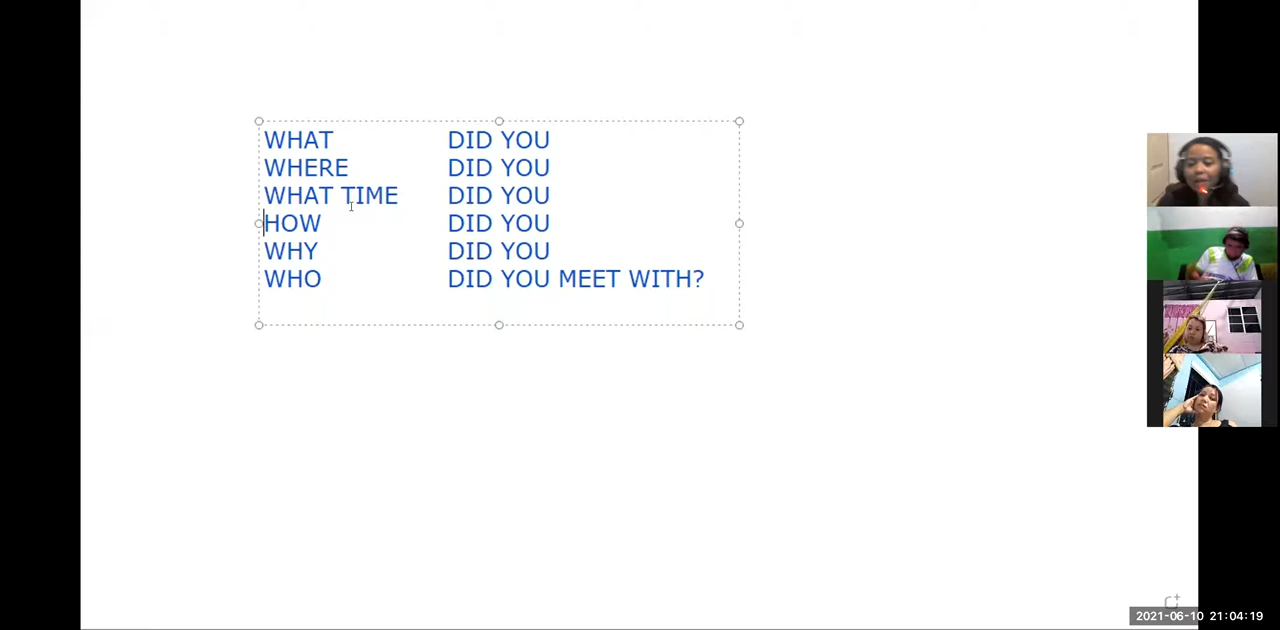 WHAT DID YOU
WHERE DID YOU
WHAT TIME DID YOU
HOW DID YOU
WHY DID YOU
WHO DID YOU MEET WITH?
2021-06-10 21:04:19